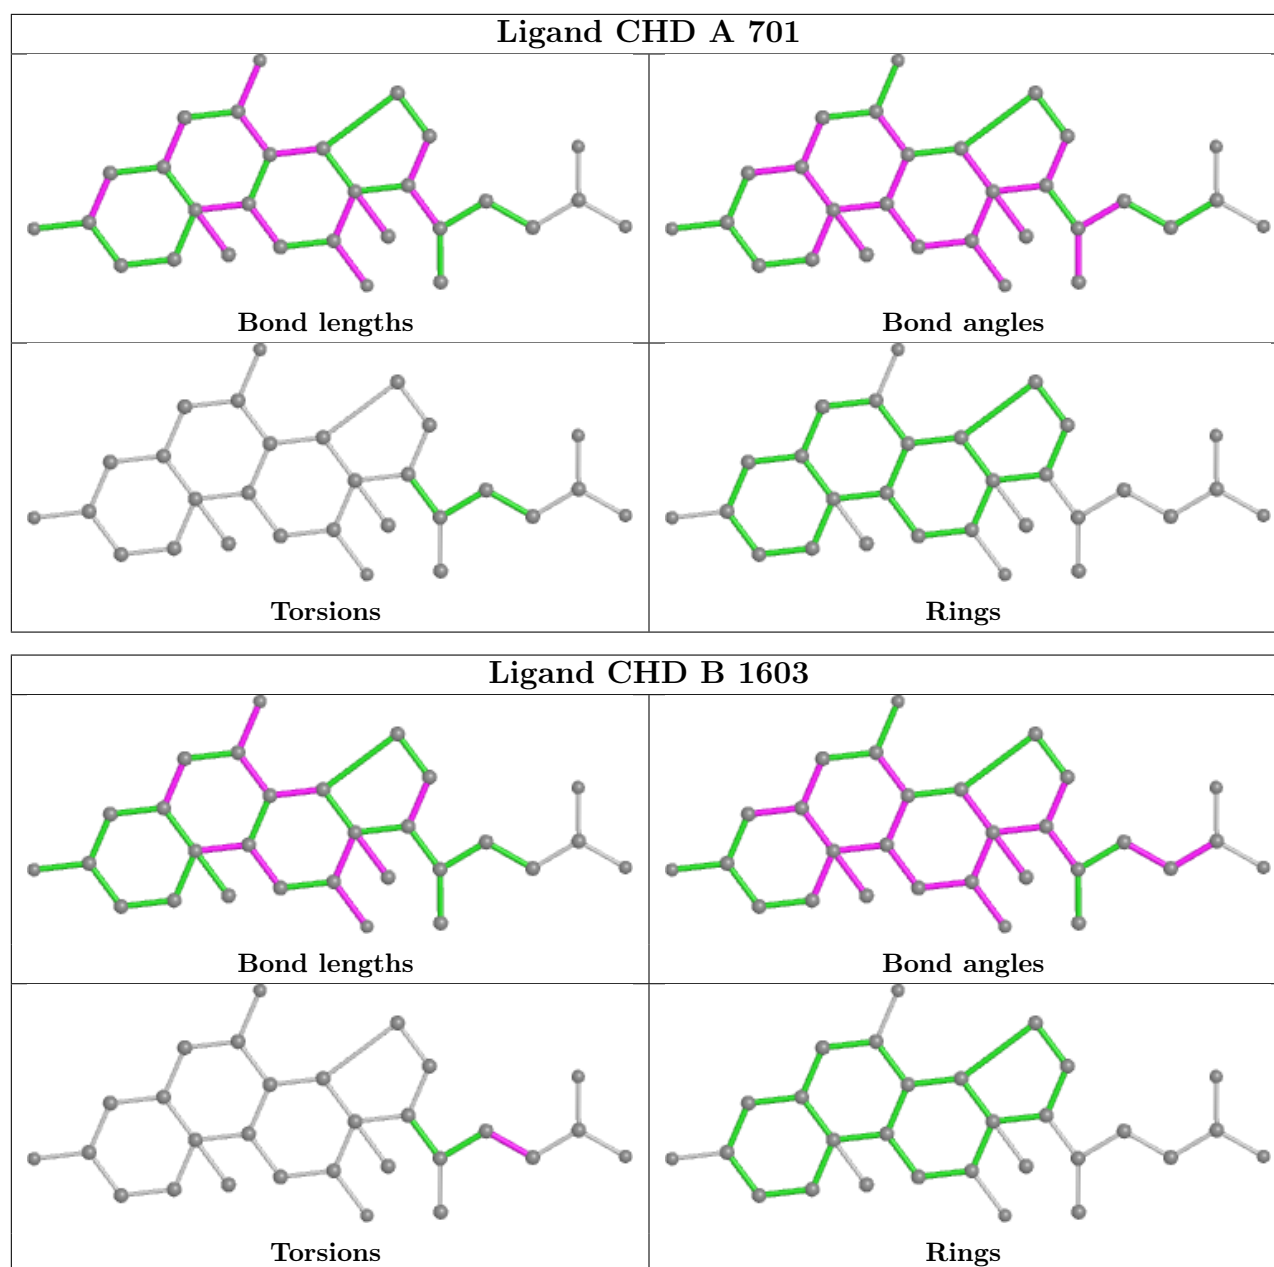 Ligand CHD A 701
Bond lengths
Bond angles
Torsions
Rings
Ligand CHD B 1603
Bond lengths
Bond angles
Torsions
Rings